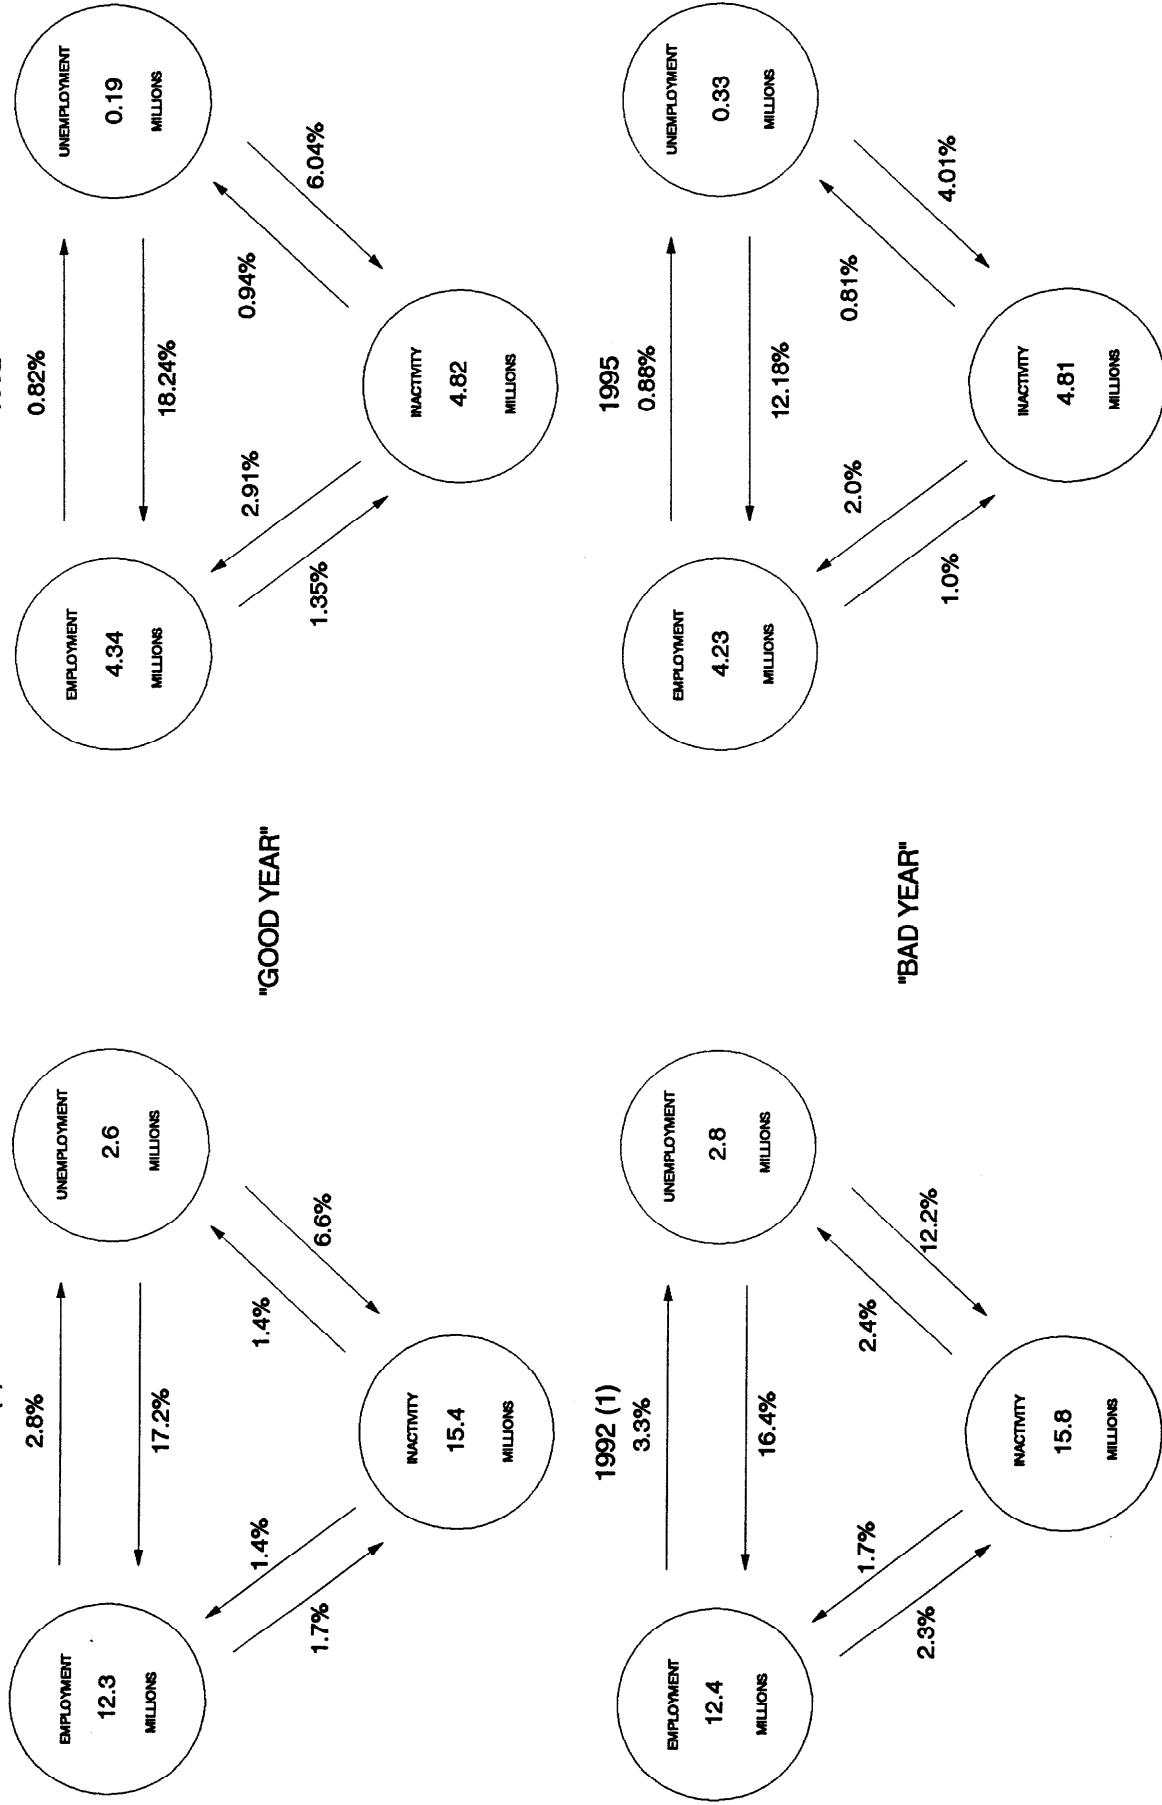 2.8%
EMPLOYMENT
12.3
MILLIONS
UNEMPLOYMENT
2.6
MILLIONS
17.2%
1.4%
1.7%
1.4%
6.6%
INACTIVITY
15.4
MILLIONS
"GOOD YEAR"
0.82%
EMPLOYMENT
4.34
MILLIONS
UNEMPLOYMENT
0.19
MILLIONS
18.24%
2.91%
1.35%
0.94%
6.04%
INACTIVITY
4.82
MILLIONS
1992 (1)
3.3%
EMPLOYMENT
12.4
MILLIONS
UNEMPLOYMENT
2.8
MILLIONS
16.4%
1.7%
2.3%
2.4%
12.2%
INACTIVITY
15.8
MILLIONS
"BAD YEAR"
1995
0.88%
EMPLOYMENT
4.23
MILLIONS
UNEMPLOYMENT
0.33
MILLIONS
12.18%
2.0%
1.0%
0.81%
4.01%
INACTIVITY
4.81
MILLIONS